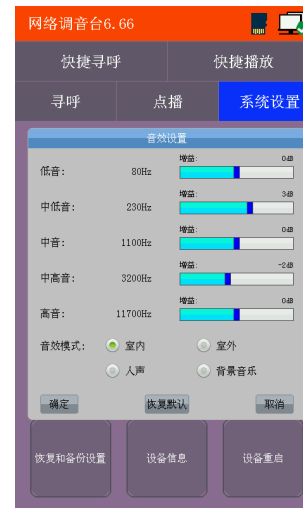 网络调音台6.66
快捷寻呼 快捷播放
寻呼 点播 系统设置
音效设置
低音: 80Hz 增益: 0dB
中低音: 230Hz 增益: 3dB
中音: 1100Hz 增益: 0dB
中高音: 3200Hz 增益: -2dB
高音: 11700Hz 增益: 0dB
音效模式: 室内 室外
人声 背景音乐
确定 恢复默认 取消
恢复和备份设置 设备信息 设备重启